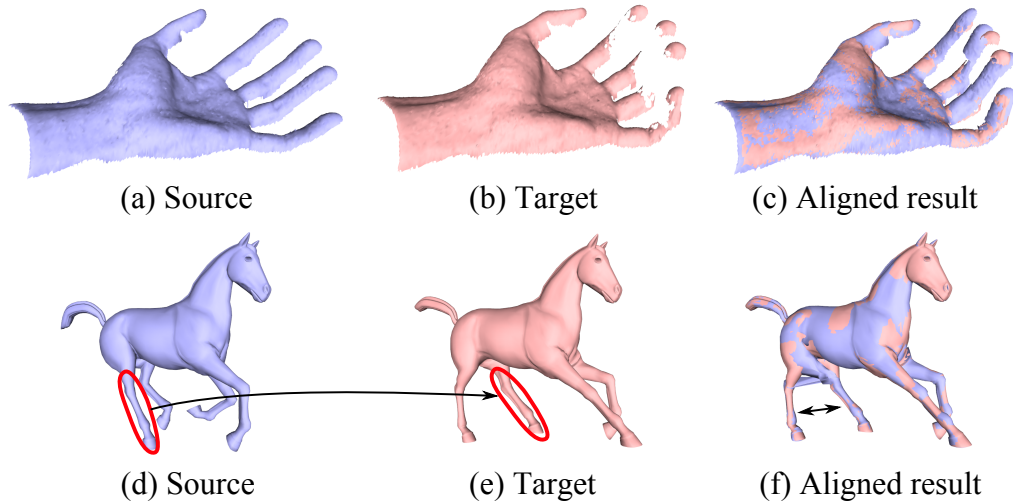 (a) Source
(b) Target
(c) Aligned result
(d) Source
(e) Target
(f) Aligned result